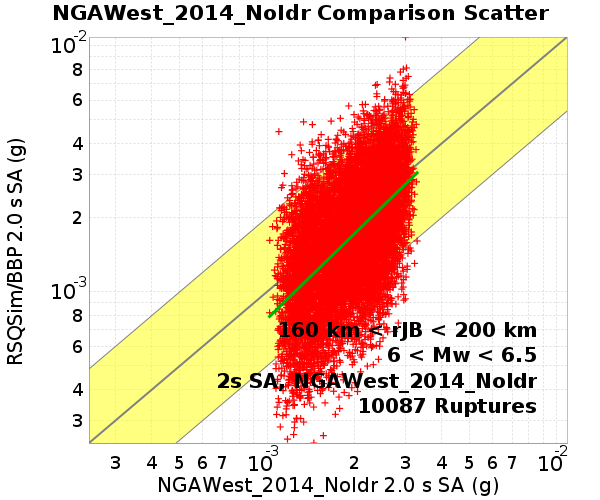 NGAWest_2014_NoIdr Comparison Scatter
RSQSim/BBP 2.0 s SA (g)
10-2
8
6
4
3
2
10-3
8
6
4
3
160 km < rJB < 200 km
6 < Mw < 6.5
2s SA, NGAWest_2014_NoIdr
10087 Ruptures
3 4 5 6 7 10-3 2 3 4 5 6 7 10-2
NGAWest_2014_NoIdr 2.0 s SA (g)